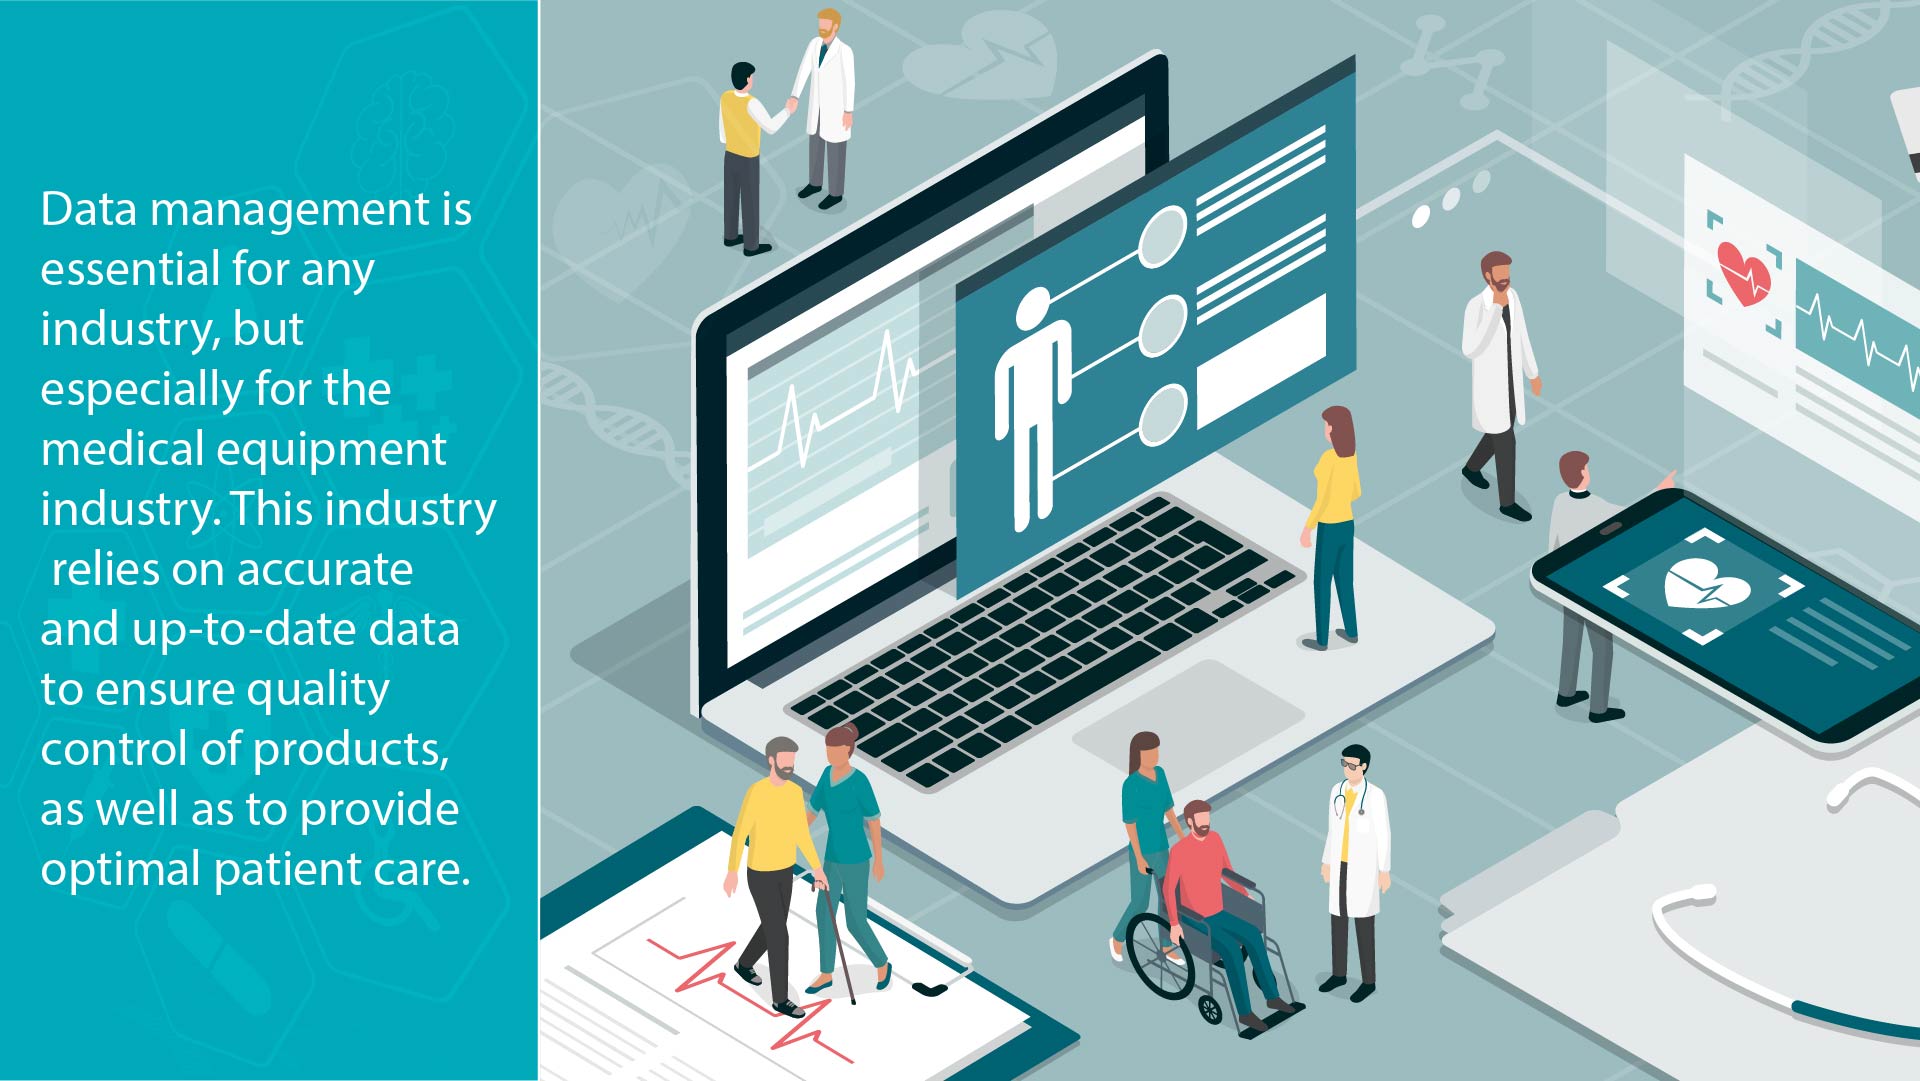 Data management is
essential for any
industry, but
especially for the
medical equipment
industry. This industry
relies on accurate
and up-to-date data
to ensure quality
control of products,
as well as to provide
optimal patient care.